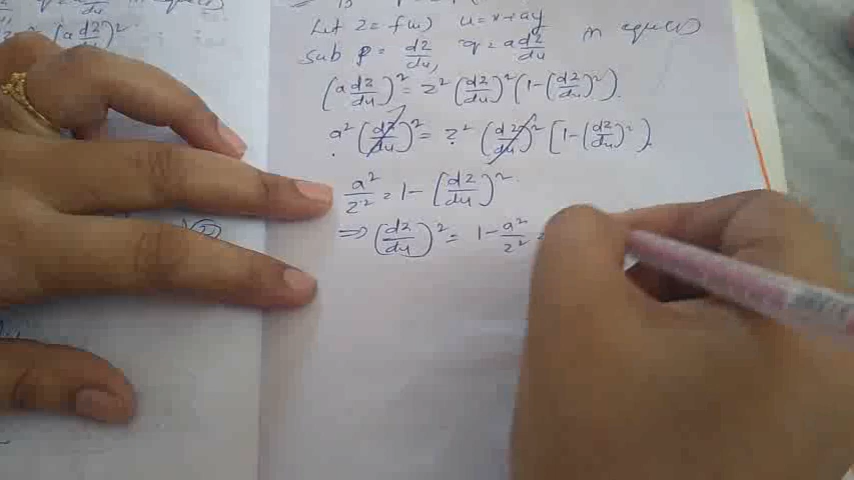 Let z = f(u) u = x + ay
Sub p = dz/du, q = a dz/du in equ(1)
(a dz/du)² = z² (dz/du)² (1 - (dz/du)²).
a² (dz/du)² = z² (dz/du)² [1 - (dz/du)²].
a²/z² = 1 - (dz/du)²
⇒ (dz/du)² = 1 - a²/z² =